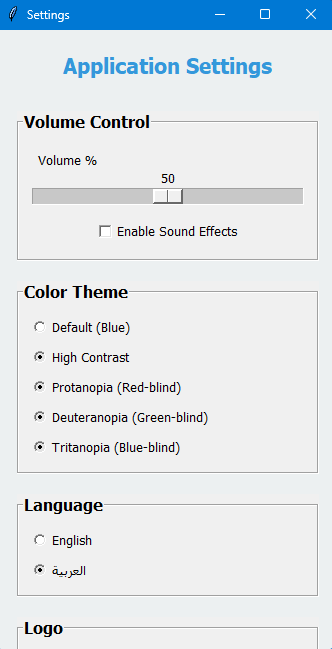 Settings
Application Settings
Volume Control
Volume %
50
Enable Sound Effects
Color Theme
Default (Blue)
High Contrast
Protanopia (Red-blind)
Deuteranopia (Green-blind)
Tritanopia (Blue-blind)
Language
English
العربية
Logo